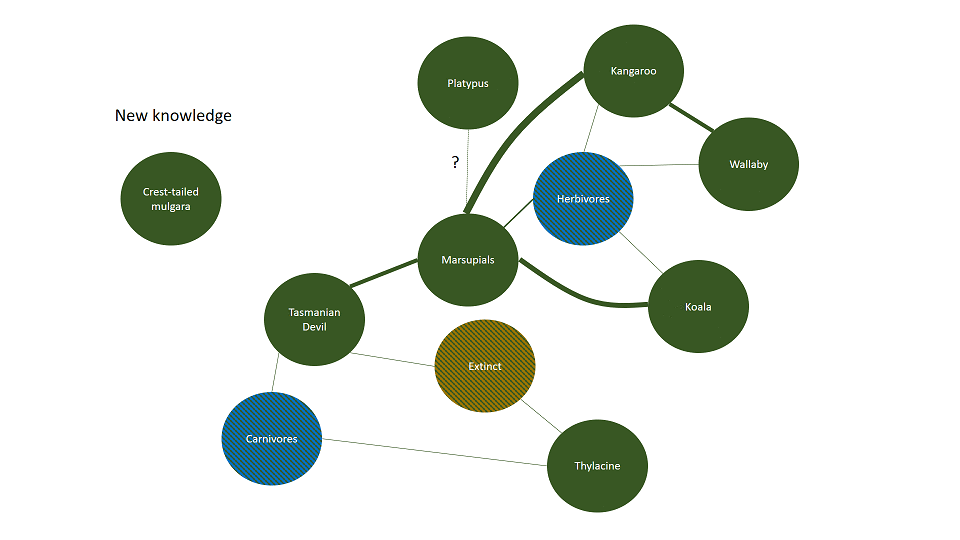 New knowledge
Crest-tailed
mulgara
Platypus
?
Kangaroo
Wallaby
Herbivores
Marsupials
Koala
Tasmanian
Devil
Extinct
Carnivores
Thylacine